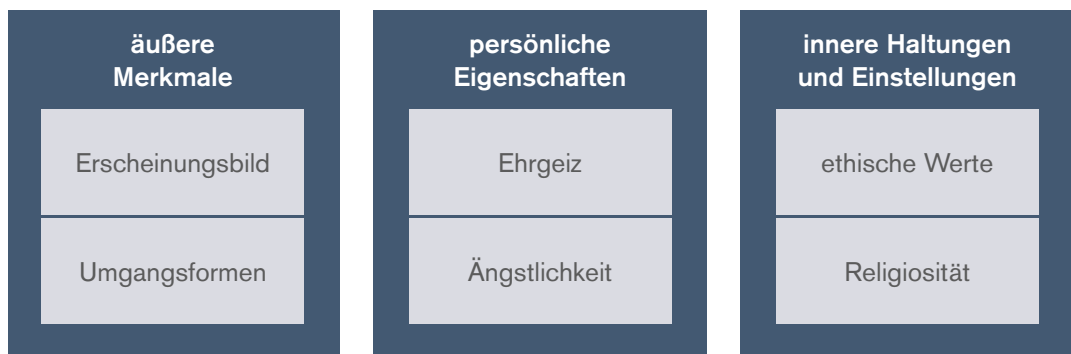 äußere
Merkmale
Erscheinungsbild
Umgangsformen
persönliche
Eigenschaften
Ehrgeiz
Ängstlichkeit
innere Haltungen
und Einstellungen
ethische Werte
Religiosität